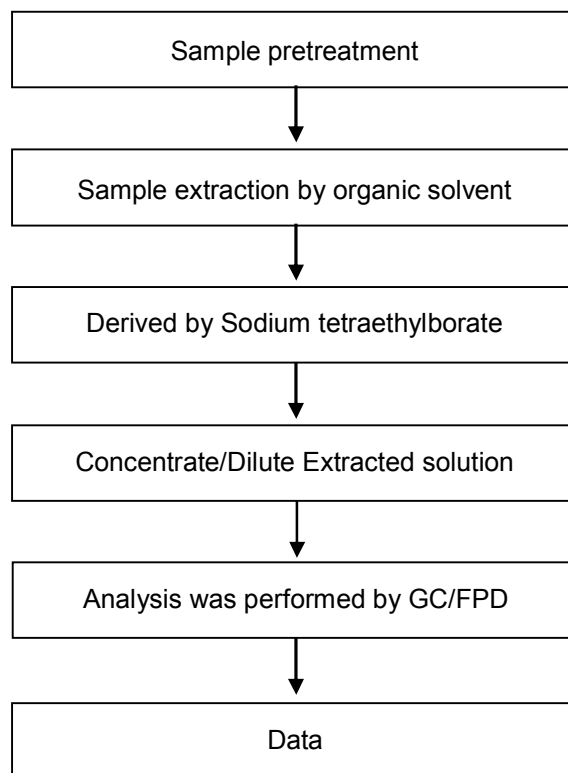 Sample pretreatment
Sample extraction by organic solvent
Derived by Sodium tetraethylborate
Concentrate/Dilute Extracted solution
Analysis was performed by GC/FPD
Data